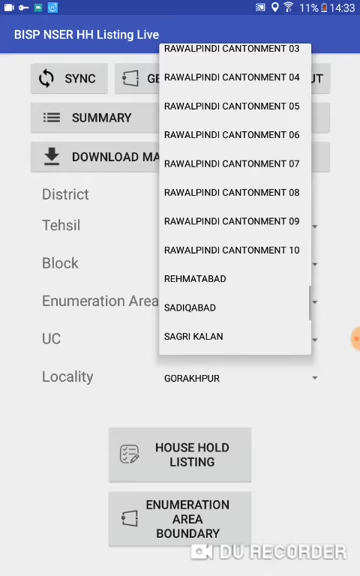 11% 14:33
BISP NSER HH Listing Live
SYNC
GE
UT
SUMMARY
DOWNLOAD MA
RAWALPINDI CANTONMENT 03
RAWALPINDI CANTONMENT 04
RAWALPINDI CANTONMENT 05
RAWALPINDI CANTONMENT 06
RAWALPINDI CANTONMENT 07
RAWALPINDI CANTONMENT 08
RAWALPINDI CANTONMENT 09
RAWALPINDI CANTONMENT 10
REHMATABAD
SADIQABAD
SAGRI KALAN
District
Tehsil
Block
Enumeration Area
UC
Locality
GORAKHPUR
HOUSE HOLD
LISTING
ENUMERATION
AREA
BOUNDARY
DU RECORDER